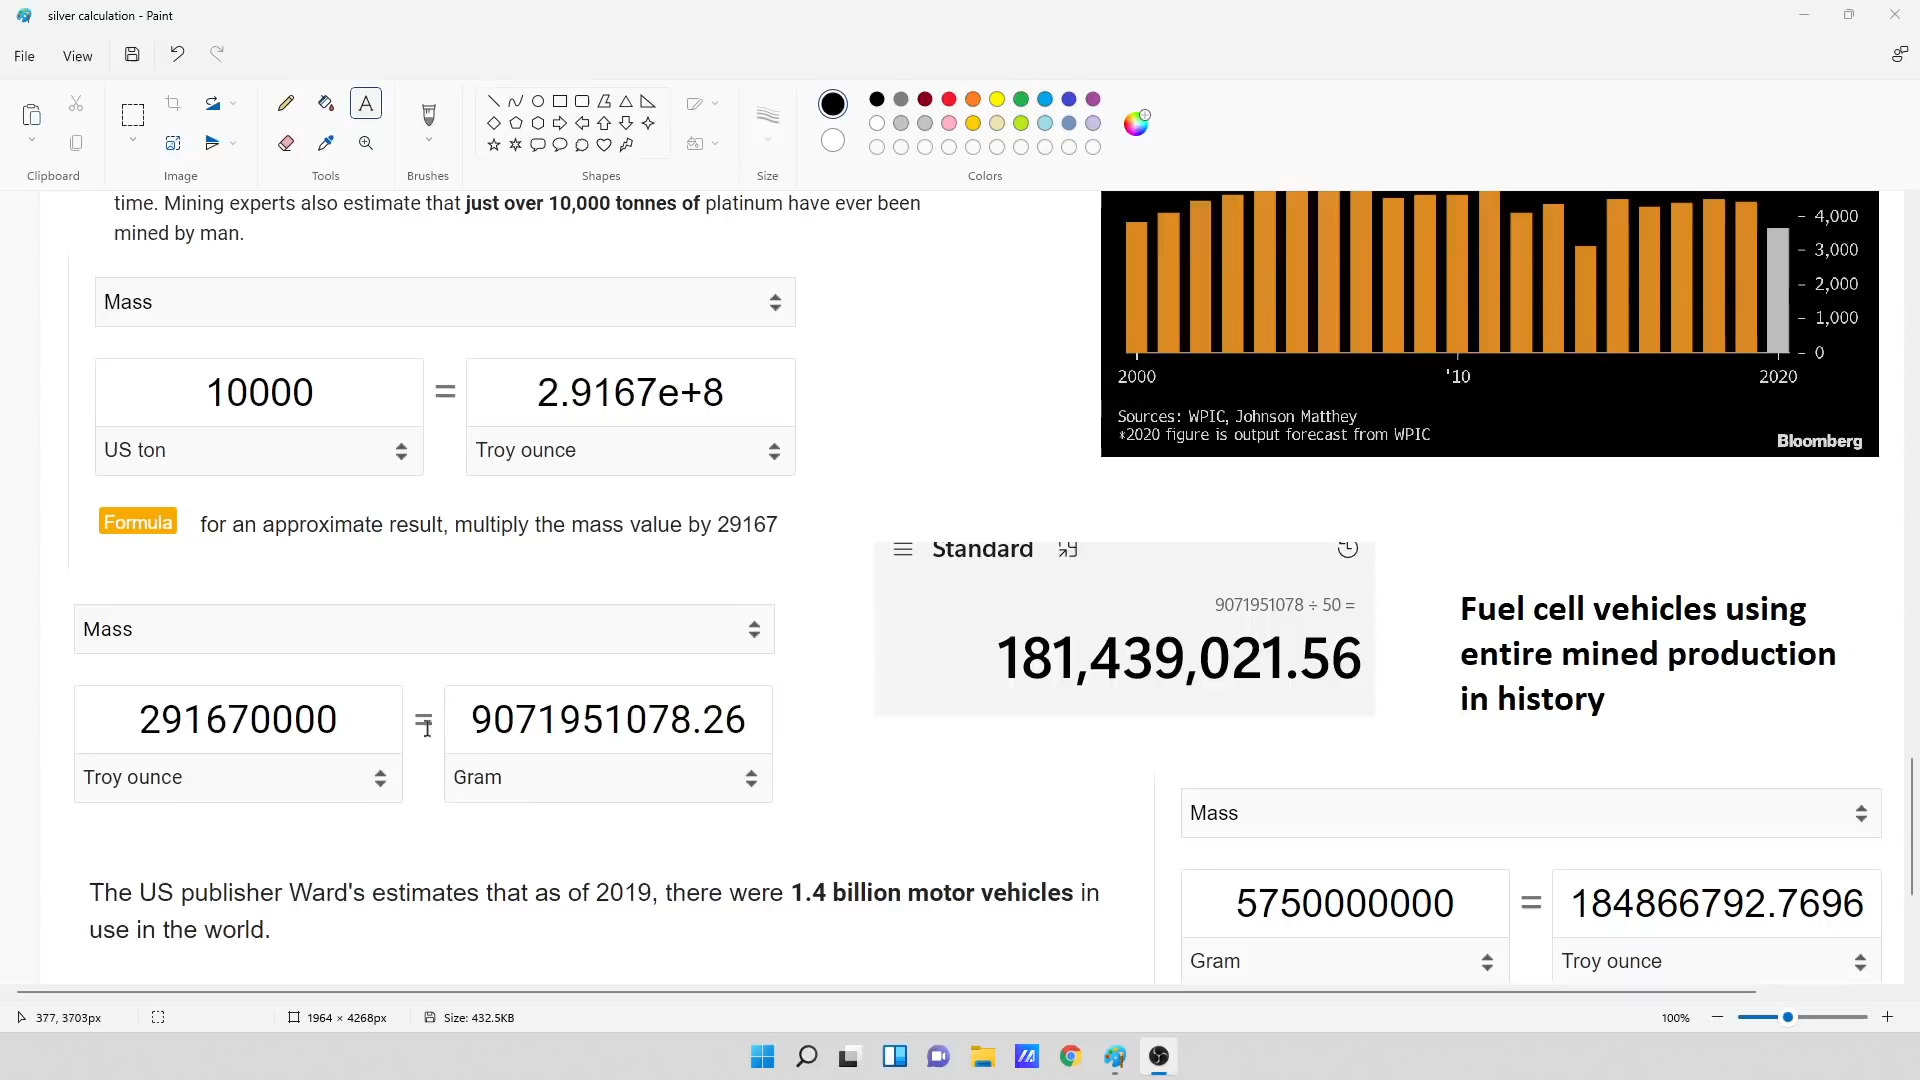 silver calculation - Paint
File
View
Clipboard
Image
Tools
Brushes
Shapes
Size
Colors
time. Mining experts also estimate that just over 10,000 tonnes of platinum have ever been
mined by man.
Mass
10000 = 2.9167e+8
US ton
Troy ounce
Formula
for an approximate result, multiply the mass value by 29167
4,000
3,000
2,000
1,000
0
2000
'10
2020
Sources: WPIC, Johnson Matthey
*2020 figure is output forecast from WPIC
Bloomberg
Standard
9071951078 ÷ 50 =
181,439,021.56
Fuel cell vehicles using
entire mined production
in history
Mass
291670000 = 9071951078.26
Troy ounce
Gram
The US publisher Ward's estimates that as of 2019, there were 1.4 billion motor vehicles in
use in the world.
Mass
5750000000 = 184866792.7696
Gram
Troy ounce
377, 3703px
1964 × 4268px
Size: 432.5KB
100%